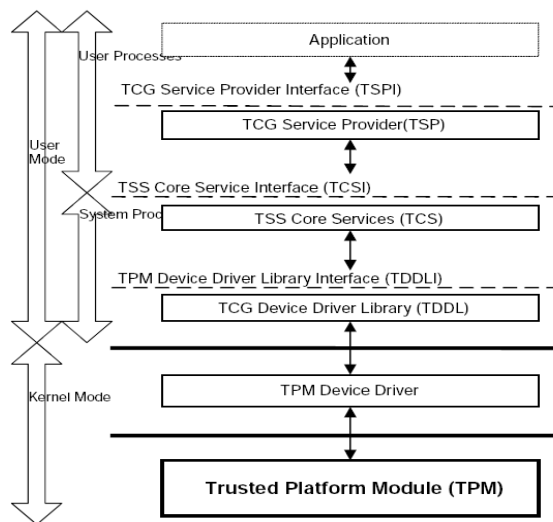 Application
User Processes
TCG Service Provider Interface (TSPI)
TCG Service Provider(TSP)
User
Mode
TSS Core Service Interface (TCSI)
System Proc
TSS Core Services (TCS)
TPM Device Driver Library Interface (TDDLI)
TCG Device Driver Library (TDDL)
TPM Device Driver
Kernel Mode
Trusted Platform Module (TPM)